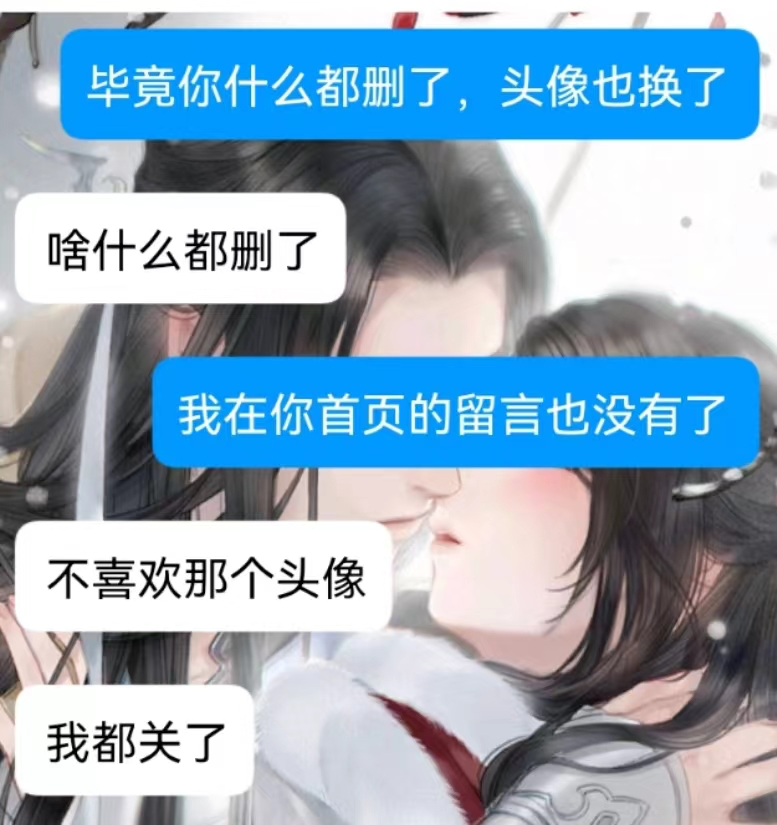 毕竟你什么都删了，头像也换了
啥什么都删了
我在你首页的留言也没有了
不喜欢那个头像
我都关了